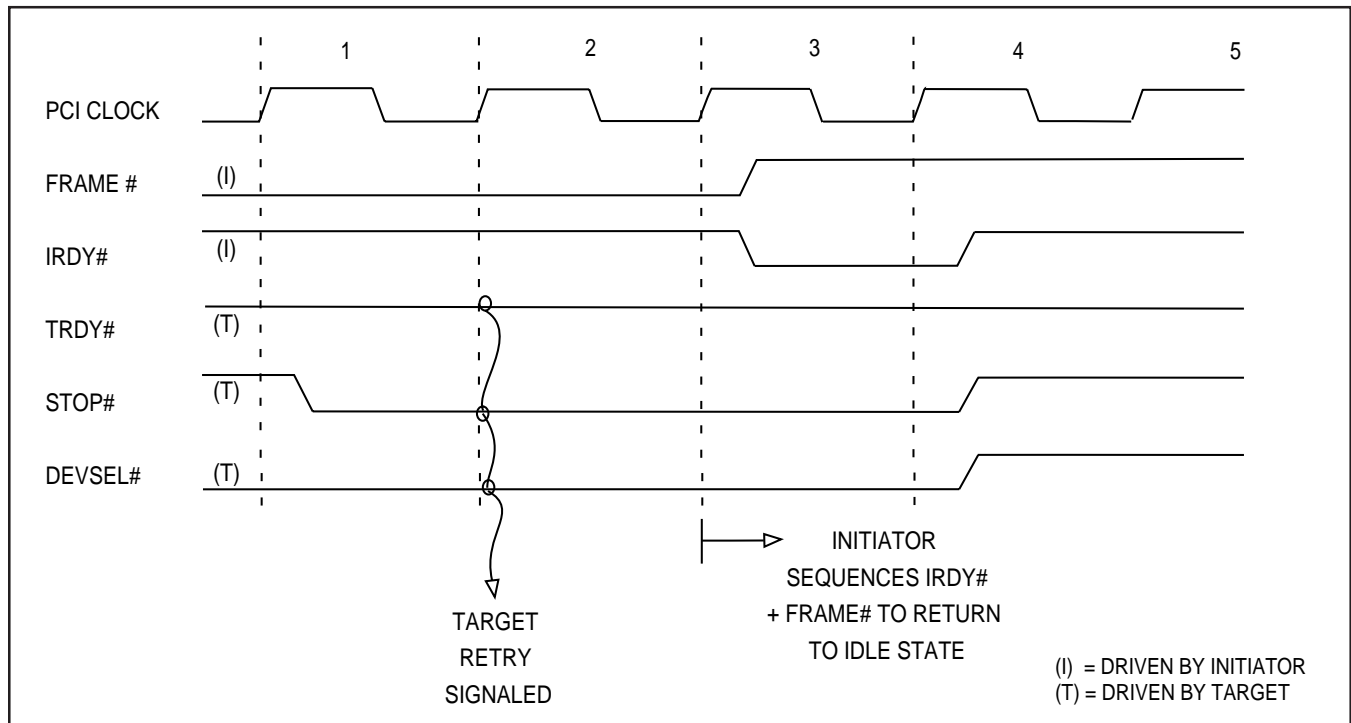 1 2 3 4 5
PCI CLOCK
FRAME # (I)
IRDY# (I)
TRDY# (T)
STOP# (T)
DEVSEL# (T)
TARGET
RETRY
SIGNALED
INITIATOR
SEQUENCES IRDY#
+ FRAME# TO RETURN
TO IDLE STATE
(I) = DRIVEN BY INITIATOR
(T) = DRIVEN BY TARGET